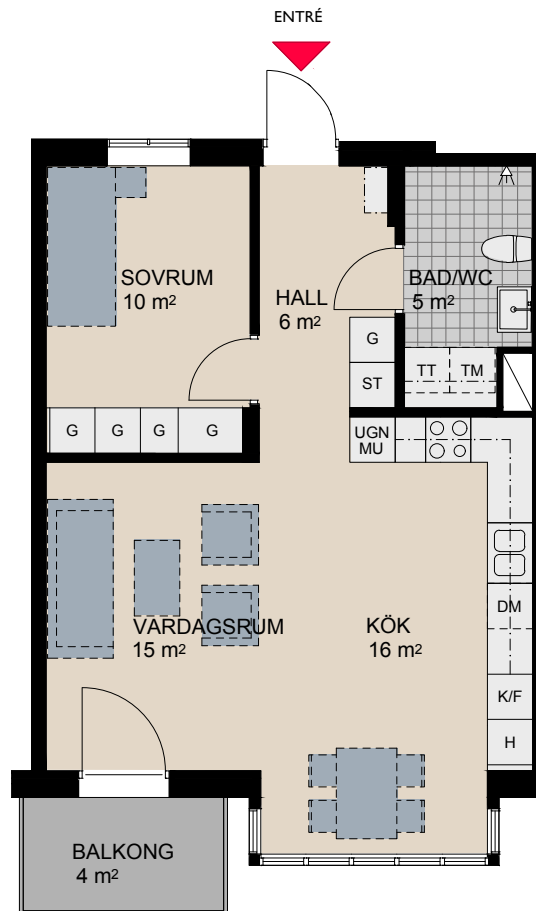 ENTRÉ
SOVRUM
10 m²
HALL
6 m²
BAD/WC
5 m²
G
ST
TT
TM
G
G
G
G
UGN
MU
DM
VARDAGSRUM
15 m²
KÖK
16 m²
K/F
H
BALKONG
4 m²